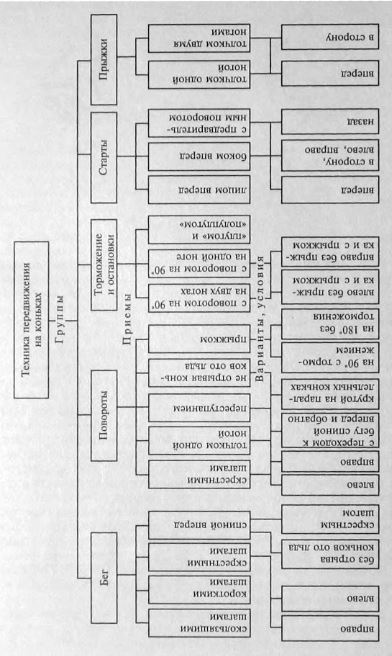 Техника передвижения
на коньках
Группы
Бег
Повороты
Торможение
и остановки
Старты
Прыжки
Приемы
скользящими
шагами
короткими
шагами
скрестными
шагами
спиной вперед
скрестными
шагами
толчком одной
ногой
переступанием
не отрывая конь-
ков ото льда
прыжком
с поворотом на 90°
на двух ногах
с поворотом на 90°
на одной ноге
«плугом» и
«полуплугом»
лицом вперед
боком вперед
с предваритель-
ным поворотом
толчком одной
ногой
толчком двумя
ногами
Варианты, условия
вправо
влево
без отрыва
коньков ото льда
скрестным
шагом
влево
вправо
с переходом к
бегу спиной
вперед и обратно
крутой на парал-
лельных коньках
на 90° с тормо-
жением
на 180° без
торможения
влево без прыж-
ка и с прыжком
вправо без прыж-
ка и с прыжком
вперед
в сторону,
влево, вправо
назад
вперед
в сторону